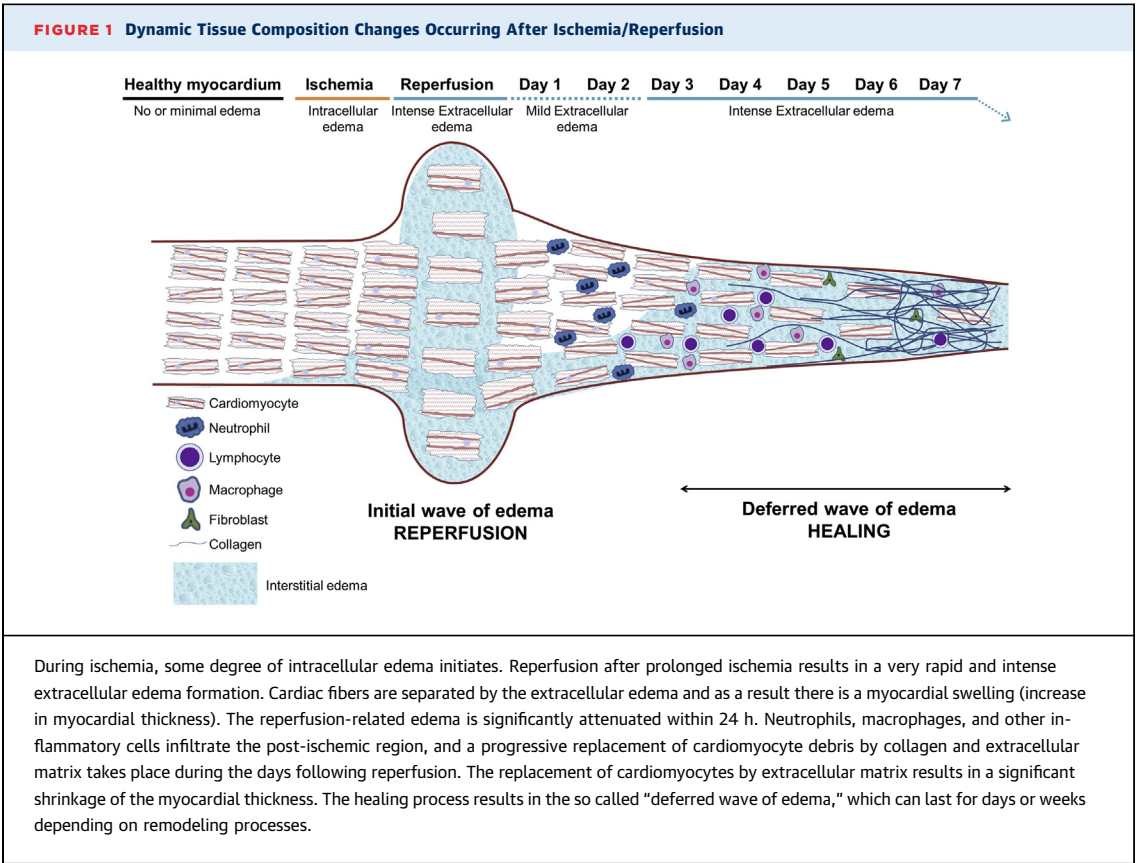 FIGURE 1 Dynamic Tissue Composition Changes Occurring After Ischemia/Reperfusion
Healthy myocardium Ischemia Reperfusion Day 1 Day 2 Day 3 Day 4 Day 5 Day 6 Day 7
No or minimal edema Intracellular edema Intense Extracellular edema Mild Extracellular edema Intense Extracellular edema
Cardiomyocyte
Neutrophil
Lymphocyte
Macrophage
Fibroblast
Collagen
Interstitial edema
Initial wave of edema
REPERFUSION
Deferred wave of edema
HEALING
During ischemia, some degree of intracellular edema initiates. Reperfusion after prolonged ischemia results in a very rapid and intense
extracellular edema formation. Cardiac fibers are separated by the extracellular edema and as a result there is a myocardial swelling (increase
in myocardial thickness). The reperfusion-related edema is significantly attenuated within 24 h. Neutrophils, macrophages, and other in-
flammatory cells infiltrate the post-ischemic region, and a progressive replacement of cardiomyocyte debris by collagen and extracellular
matrix takes place during the days following reperfusion. The replacement of cardiomyocytes by extracellular matrix results in a significant
shrinkage of the myocardial thickness. The healing process results in the so called “deferred wave of edema,” which can last for days or weeks
depending on remodeling processes.